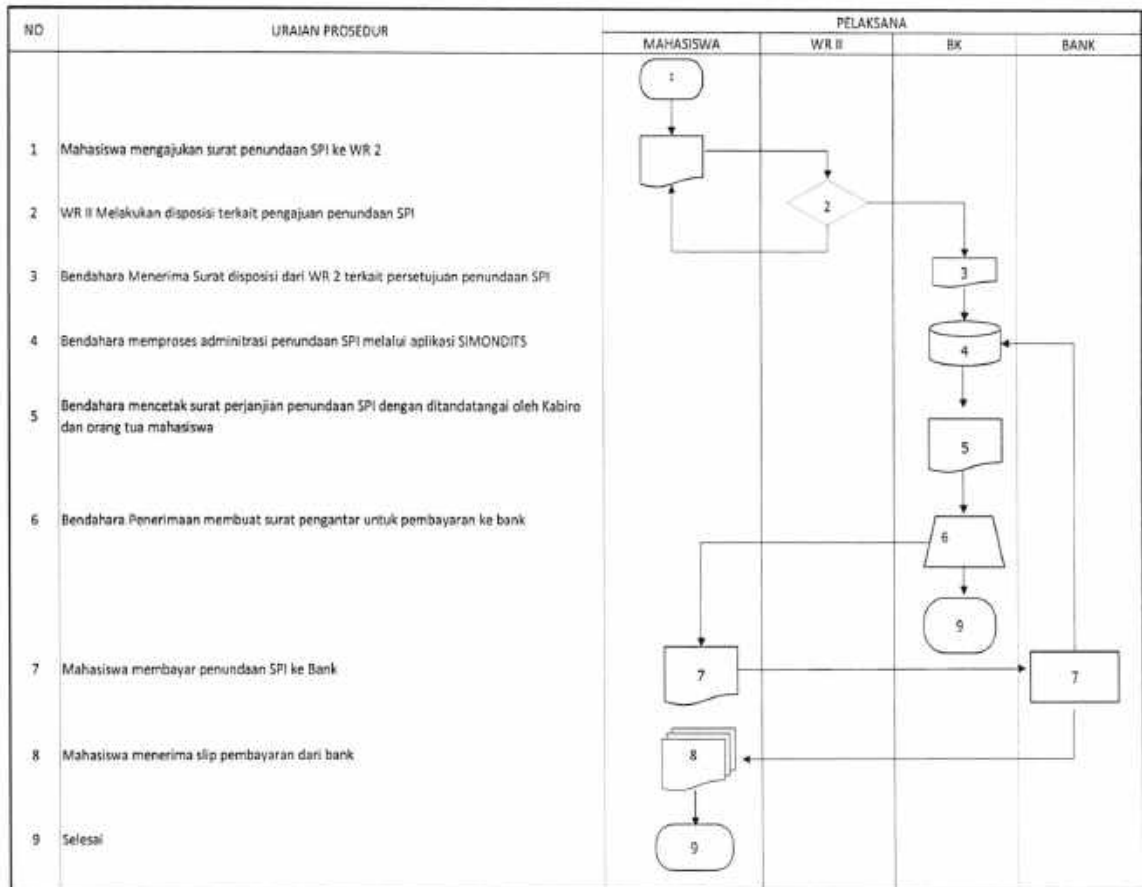 NO URAIAN PROSEDUR PELAKSANA
MAHASISWA WR II BK BANK
1
1 Mahasiswa mengajukan surat penundaan SPI ke WR 2
2 WR II Melakukan disposisi terkait pengajuan penundaan SPI 2
3 Bendahara Menerima Surat disposisi dari WR 2 terkait persetujuan penundaan SPI 3
4 Bendahara memproses adminitrasi penundaan SPI melalui aplikasi SIMONDITS 4
5 Bendahara mencetak surat perjanjian penundaan SPI dengan ditandatangai oleh Kabiro
dan orang tua mahasiswa 5
6 Bendahara Penerimaan membuat surat pengantar untuk pembayaran ke bank 6
9
7 Mahasiswa membayar penundaan SPI ke Bank 7 7
8 Mahasiswa menerima slip pembayaran dari bank 8
9 Selesai 9